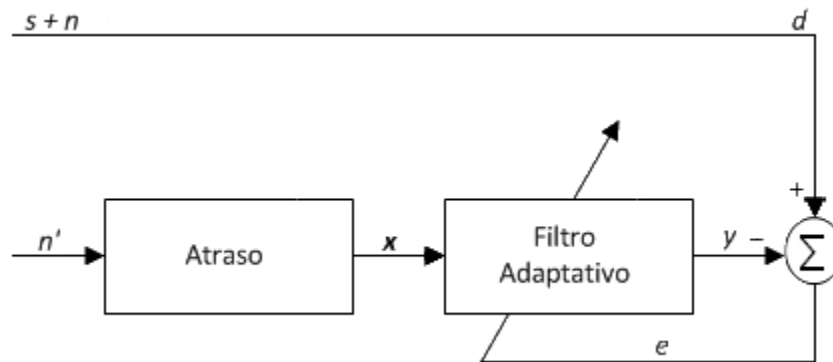 s + n
d
+
n'
Atraso
x
Filtro
Adaptativo
y
–
Σ
e